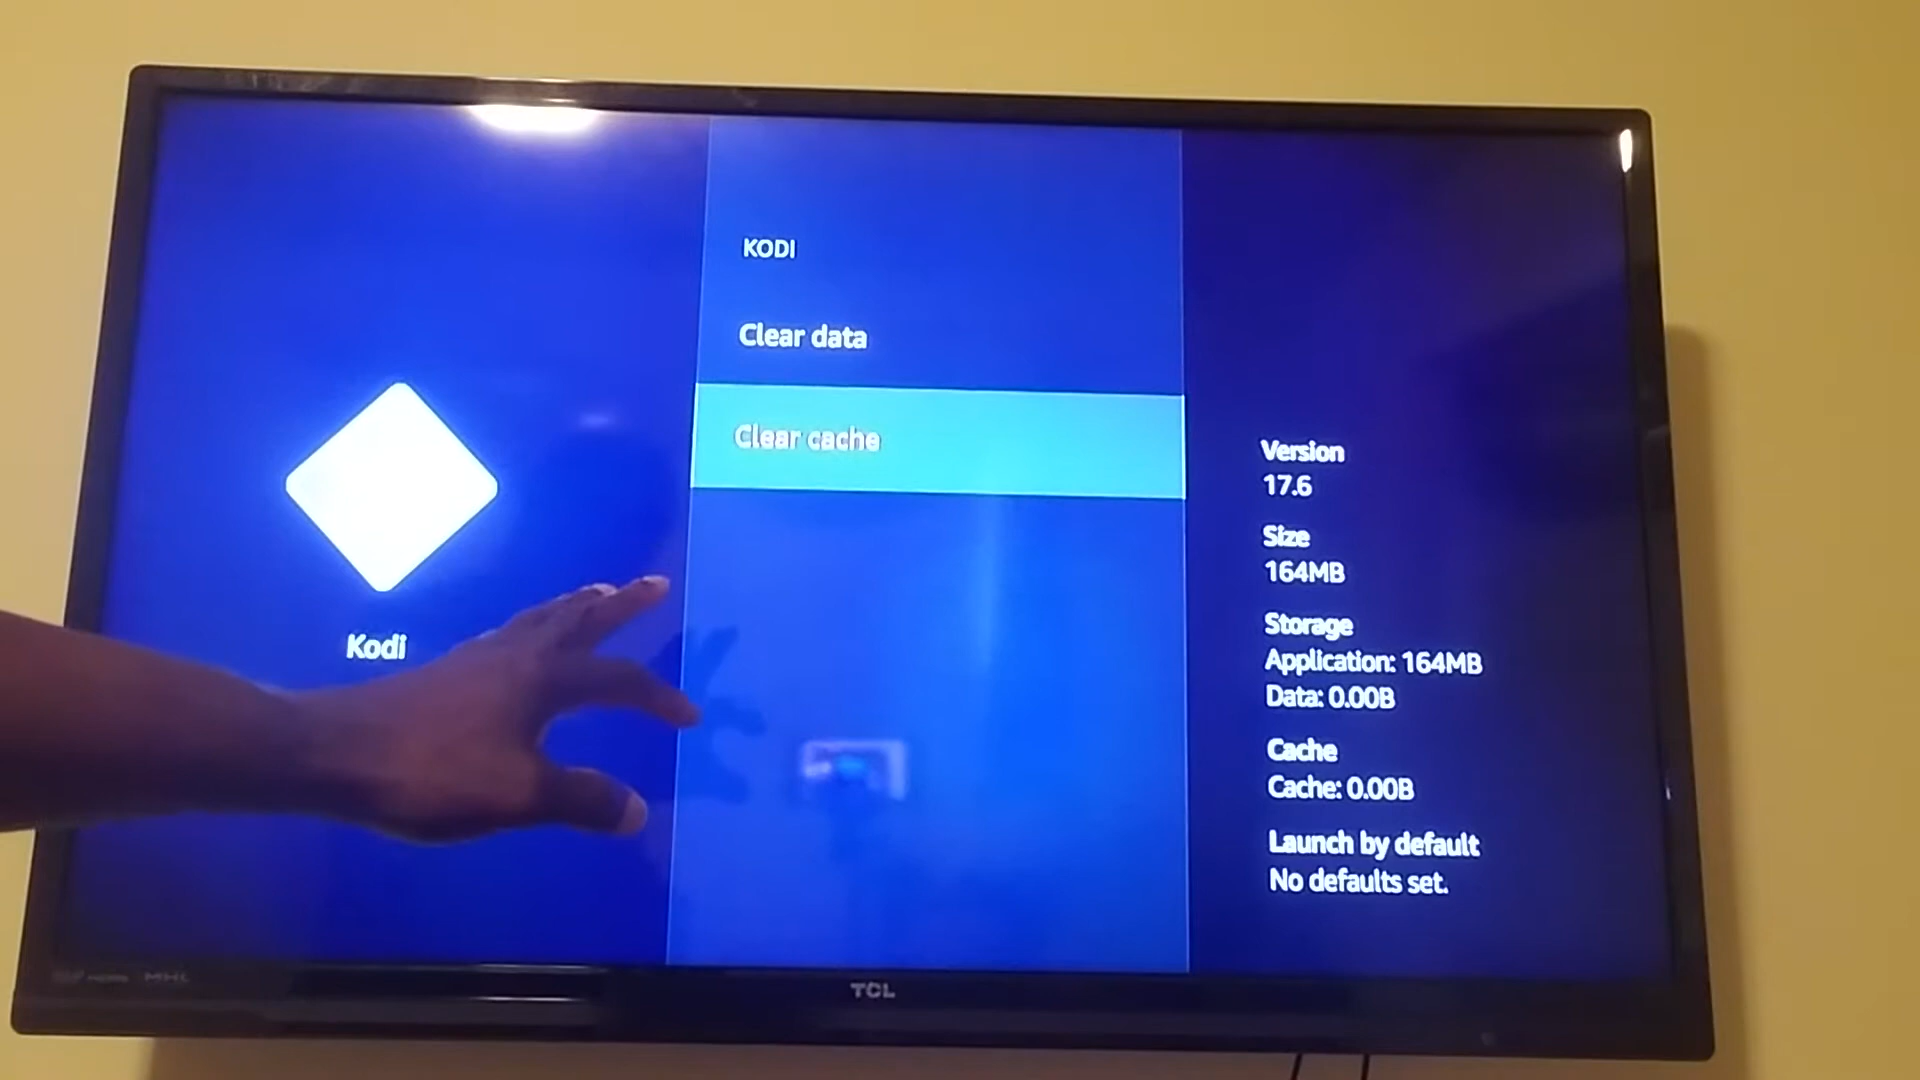 KODI
Clear data
Clear cache
Kodi
Version
17.6
Size
164MB
Storage
Application: 164MB
Data: 0.00B
Cache
Cache: 0.00B
Launch by default
No defaults set.
MHL
TCL